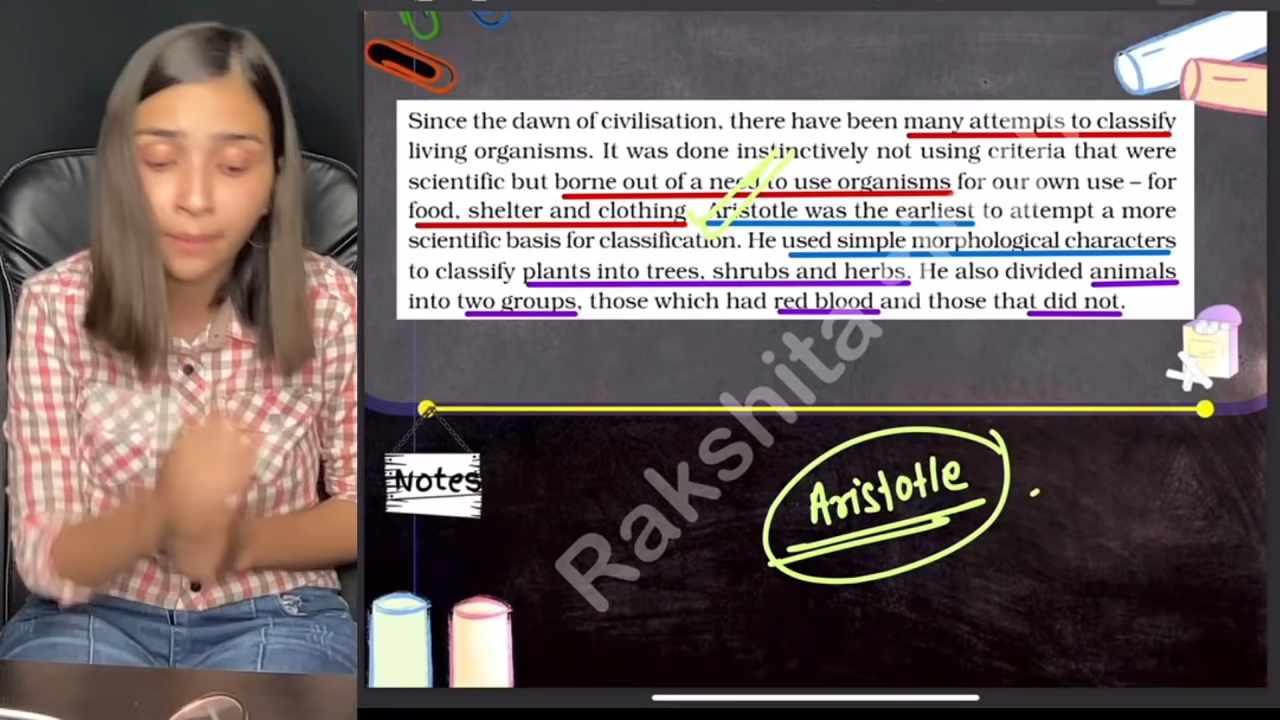 Since the dawn of civilisation, there have been many attempts to classify
living organisms. It was done instinctively not using criteria that were
scientific but borne out of a need to use organisms for our own use – for
food, shelter and clothing. Aristotle was the earliest to attempt a more
scientific basis for classification. He used simple morphological characters
to classify plants into trees, shrubs and herbs. He also divided animals
into two groups, those which had red blood and those that did not.
Notes
Aristotle
Rakshita